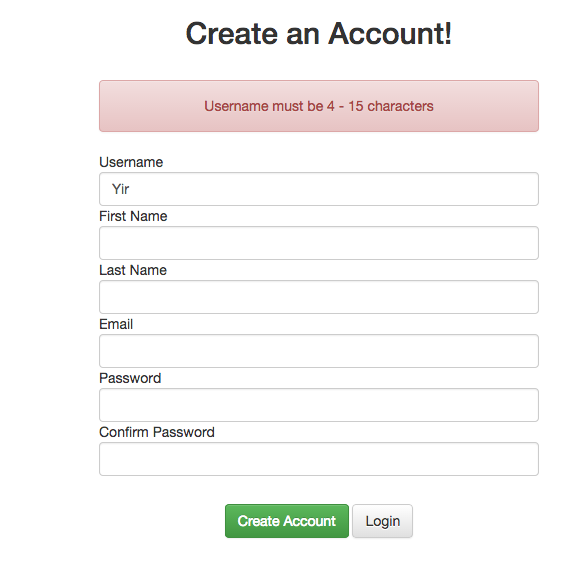 Create an Account!
Username must be 4 - 15 characters
Username
Yir
First Name
Last Name
Email
Password
Confirm Password
Create Account Login